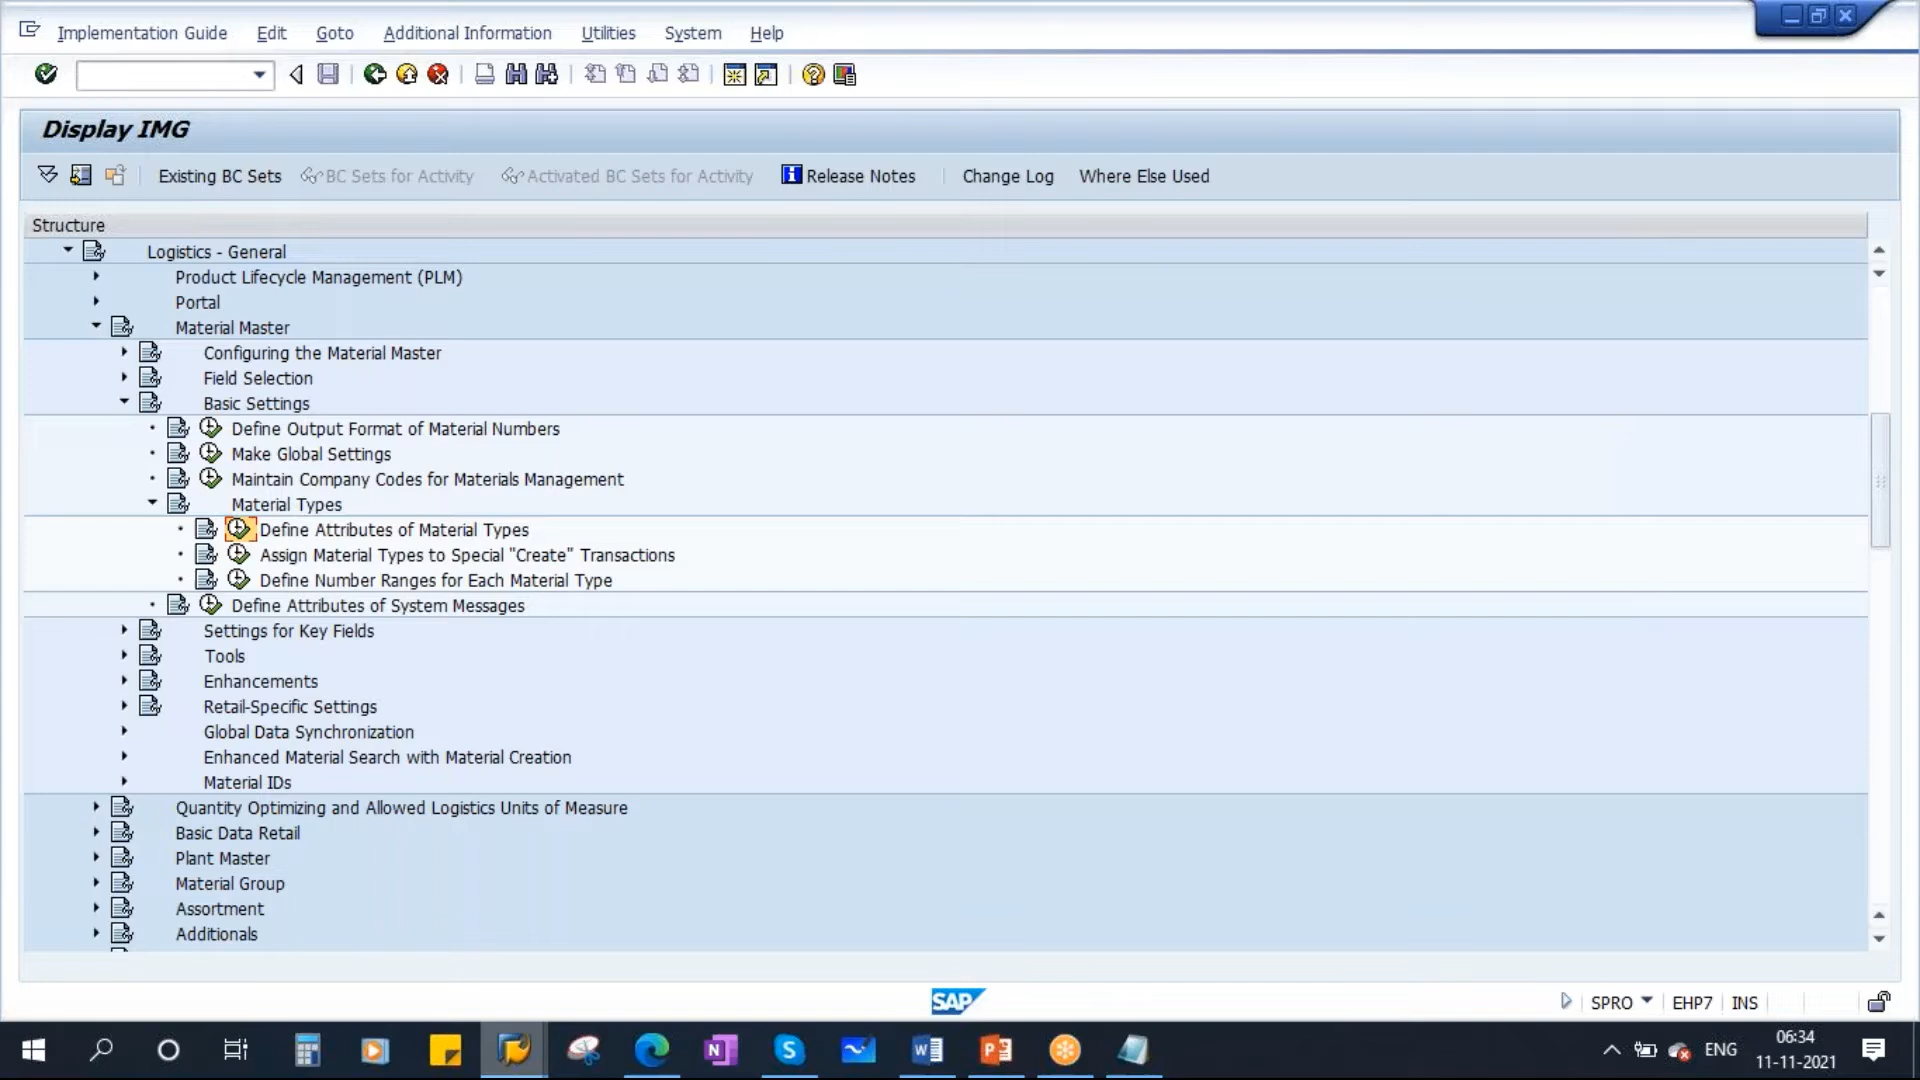 Implementation Guide Edit Goto Additional Information Utilities System Help
Display IMG
Existing BC Sets BC Sets for Activity Activated BC Sets for Activity Release Notes Change Log Where Else Used
Structure
Logistics - General
Product Lifecycle Management (PLM)
Portal
Material Master
Configuring the Material Master
Field Selection
Basic Settings
Define Output Format of Material Numbers
Make Global Settings
Maintain Company Codes for Materials Management
Material Types
Define Attributes of Material Types
Assign Material Types to Special "Create" Transactions
Define Number Ranges for Each Material Type
Define Attributes of System Messages
Settings for Key Fields
Tools
Enhancements
Retail-Specific Settings
Global Data Synchronization
Enhanced Material Search with Material Creation
Material IDs
Quantity Optimizing and Allowed Logistics Units of Measure
Basic Data Retail
Plant Master
Material Group
Assortment
Additionals
SAP SPRO EHP7 INS
ENG 06:34
11-11-2021